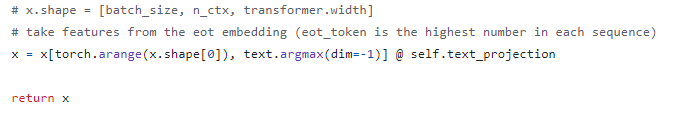 # x.shape = [batch_size, n_ctx, transformer.width]
# take features from the eot embedding (eot_token is the highest number in each sequence)
x = x[torch.arange(x.shape[0]), text.argmax(dim=-1)] @ self.text_projection
return x